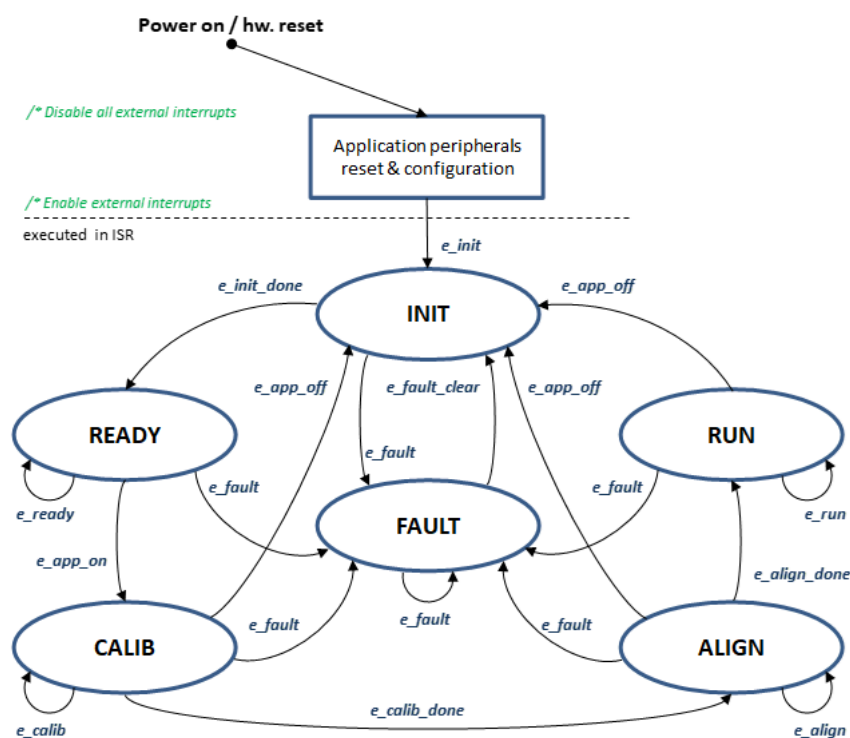 Power on / hw. reset
/* Disable all external interrupts
Application peripherals
reset & configuration
/* Enable external interrupts
executed in ISR
e_init
e_init_done
e_app_off
INIT
e_app_off
e_fault_clear
e_app_off
READY
RUN
e_fault
e_fault
e_fault
e_ready
e_run
FAULT
e_app_on
e_align_done
e_fault
e_fault
e_fault
CALIB
ALIGN
e_calib_done
e_calib
e_align